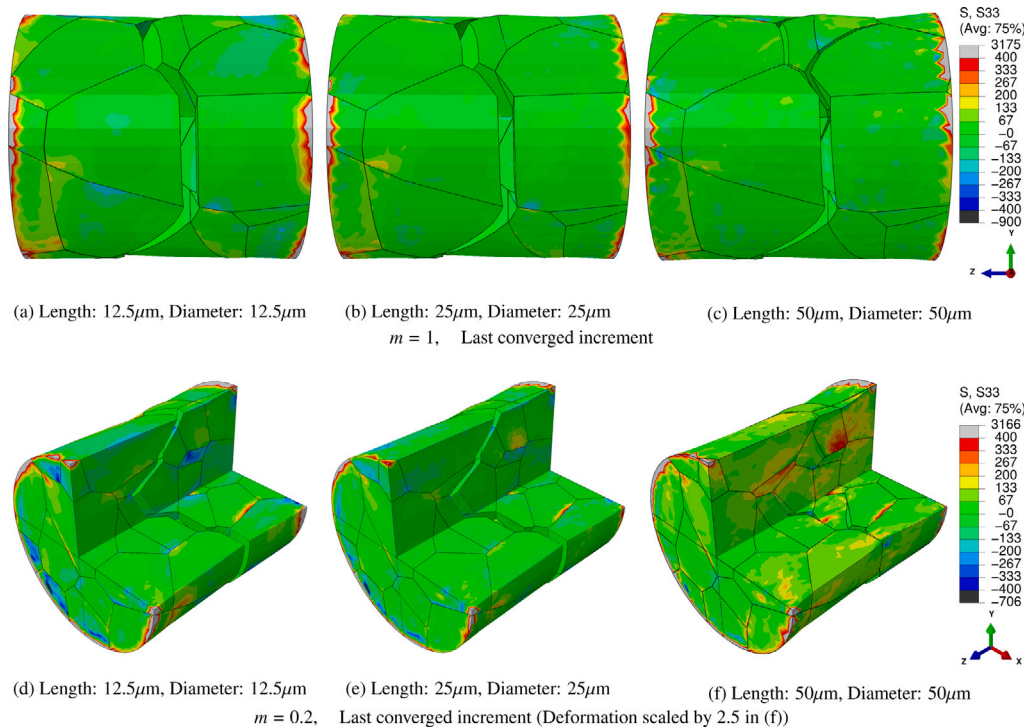 S, S33
(Avg: 75%)
3175
400
333
267
200
133
67
−0
−67
−133
−200
−267
−333
−400
−900
Y
Z
X
(a) Length: 12.5μm, Diameter: 12.5μm
(b) Length: 25μm, Diameter: 25μm
(c) Length: 50μm, Diameter: 50μm
m = 1, Last converged increment
S, S33
(Avg: 75%)
3166
400
333
267
200
133
67
−0
−67
−133
−200
−267
−333
−400
−706
Y
Z
X
(d) Length: 12.5μm, Diameter: 12.5μm
(e) Length: 25μm, Diameter: 25μm
(f) Length: 50μm, Diameter: 50μm
m = 0.2, Last converged increment (Deformation scaled by 2.5 in (f))